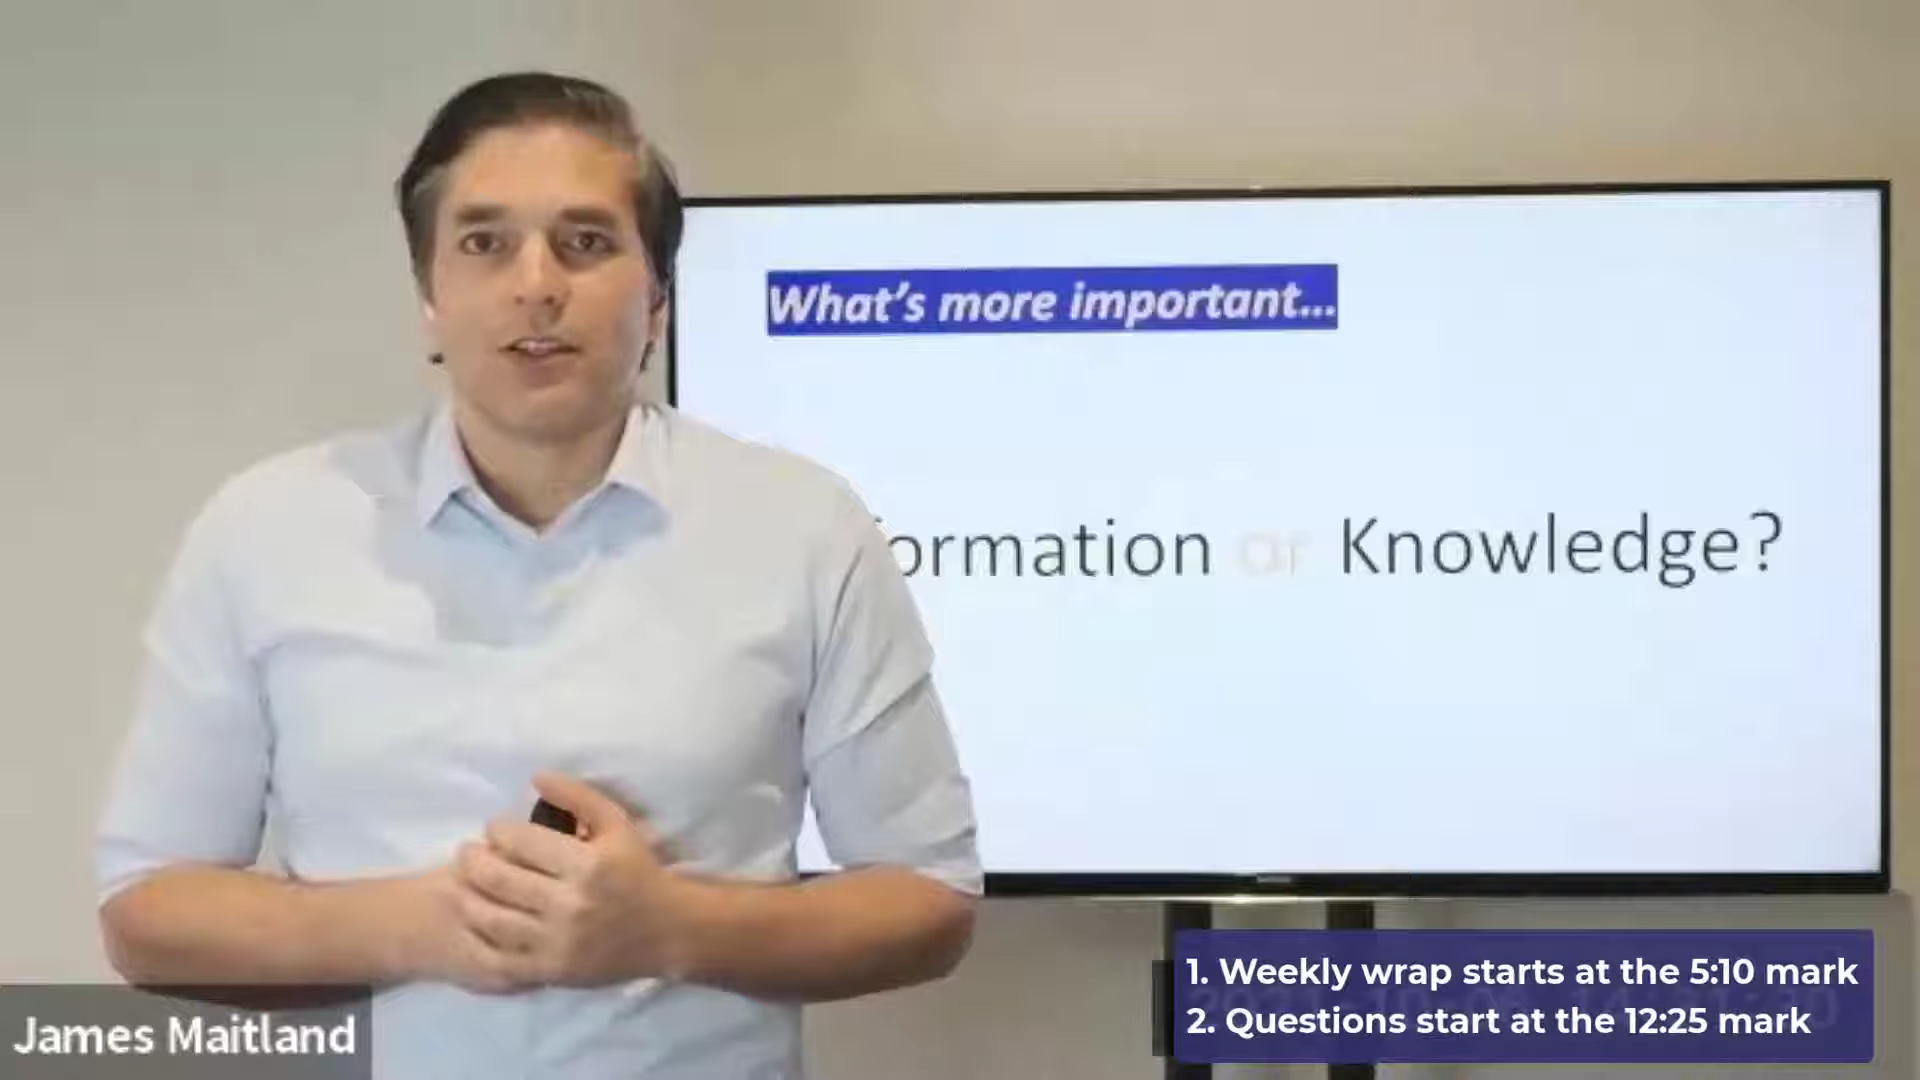 What's more important...
ormation or Knowledge?
1. Weekly wrap starts at the 5:10 mark
2. Questions start at the 12:25 mark
James Maitland